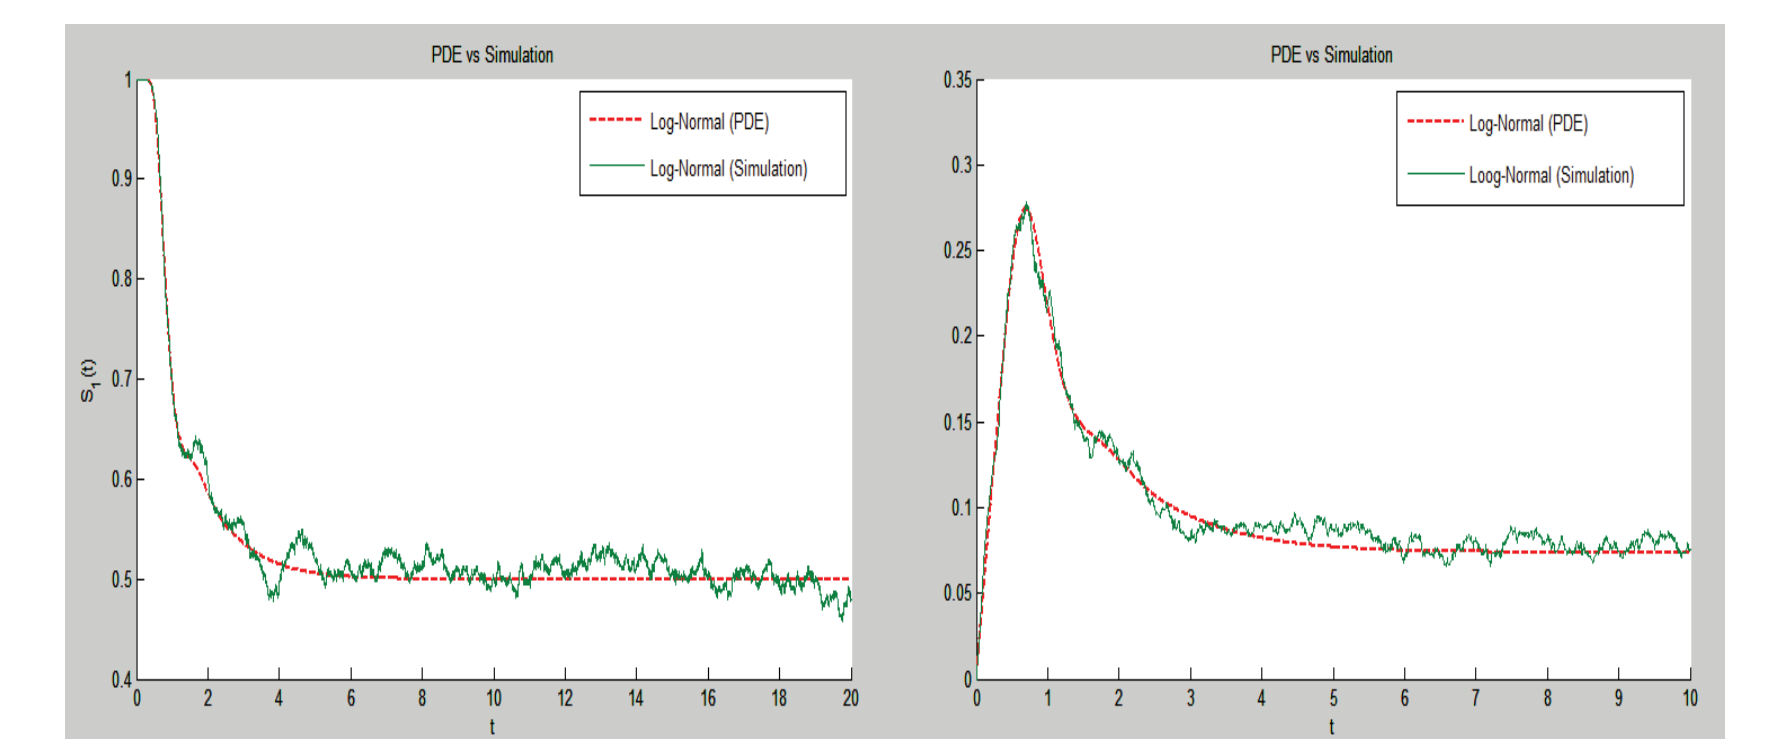 PDE vs Simulation
1
0.9
0.8
0.7
0.6
0.5
0.4
S1 (t)
0 2 4 6 8 10 12 14 16 18 20
t
Log-Normal (PDE)
Log-Normal (Simulation)
PDE vs Simulation
0.35
0.3
0.25
0.2
0.15
0.1
0.05
0
0 1 2 3 4 5 6 7 8 9 10
t
Log-Normal (PDE)
Loog-Normal (Simulation)